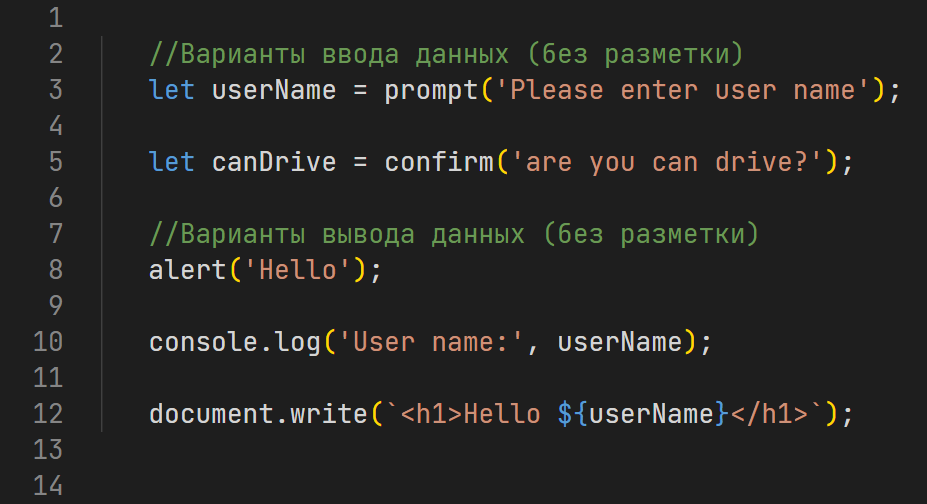 1
2 //Варианты ввода данных (без разметки)
3 let userName = prompt('Please enter user name');
4
5 let canDrive = confirm('are you can drive?');
6
7 //Варианты вывода данных (без разметки)
8 alert('Hello');
9
10 console.log('User name:', userName);
11
12 document.write(`<h1>Hello ${userName}</h1>`);
13
14